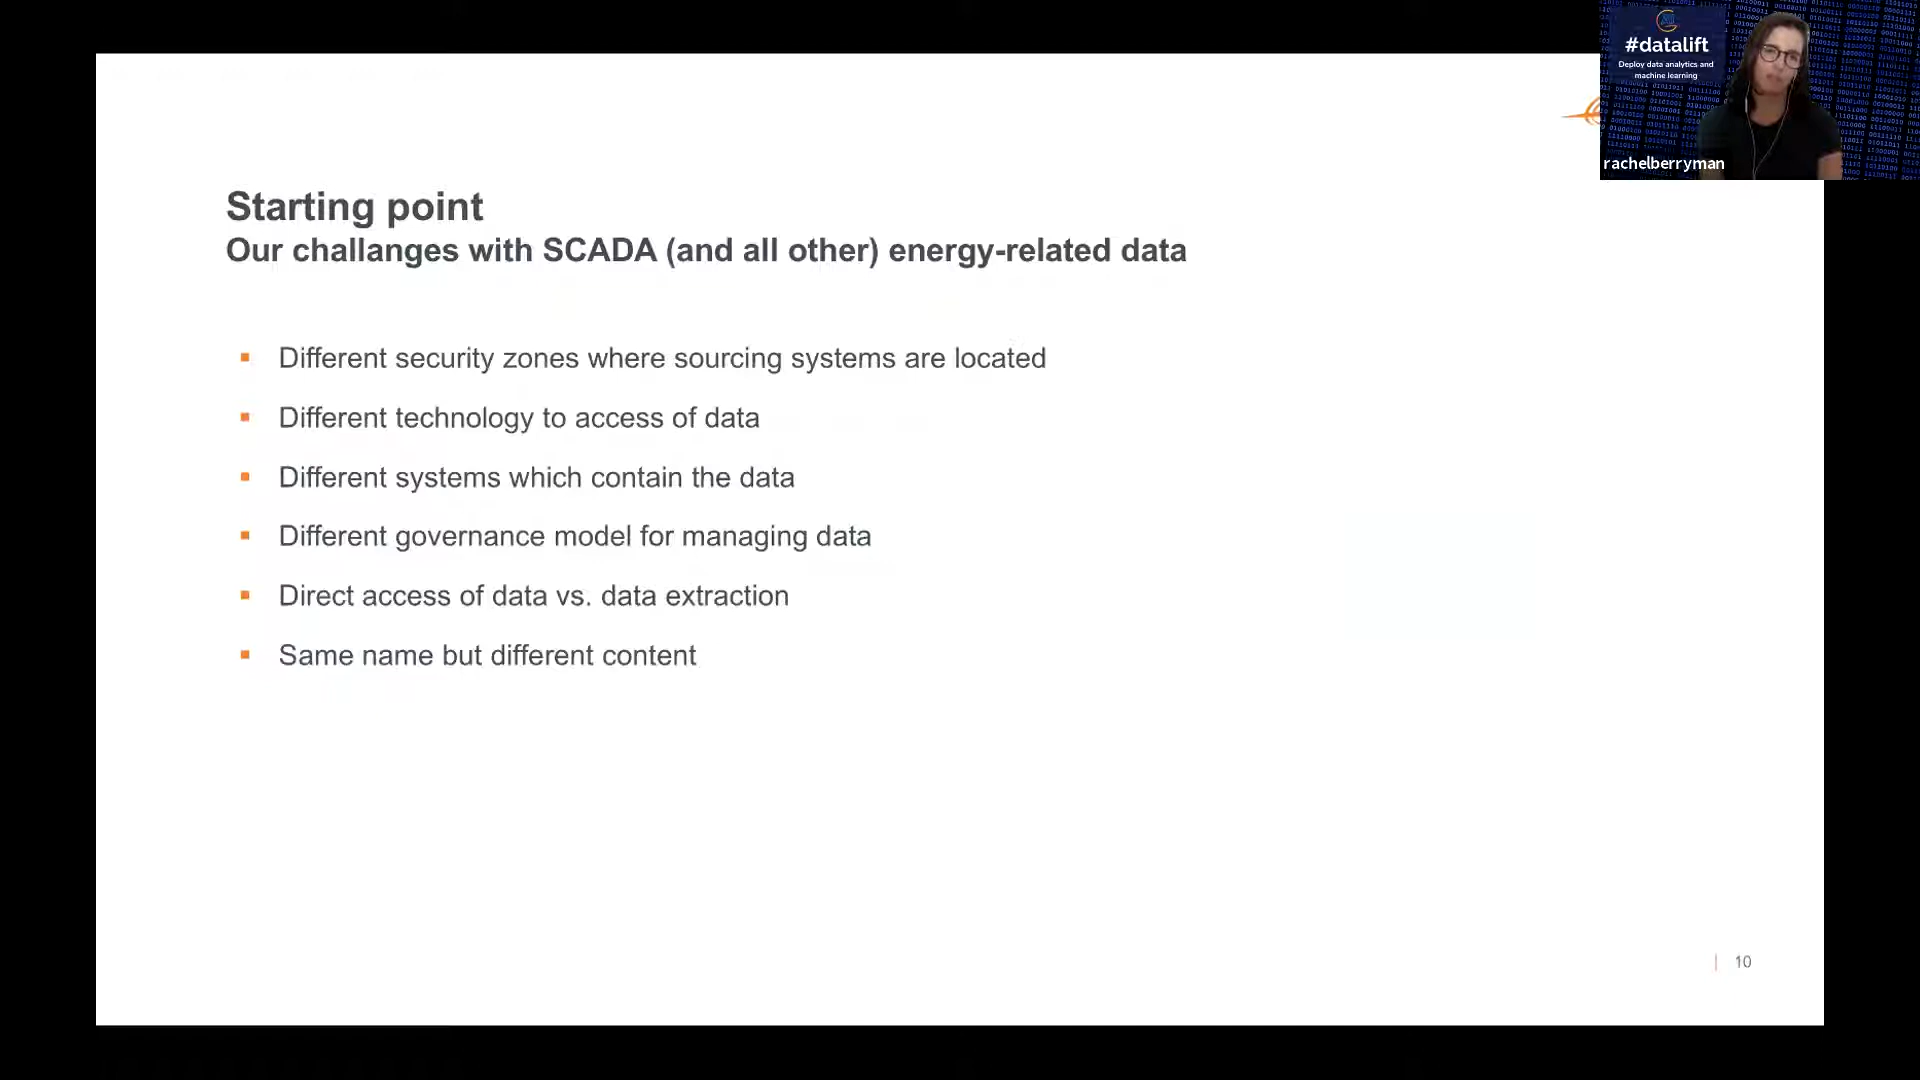 #datalift
Deploy data analytics and
machine learning
rachelberryman
Starting point
Our challanges with SCADA (and all other) energy-related data
▪ Different security zones where sourcing systems are located
▪ Different technology to access of data
▪ Different systems which contain the data
▪ Different governance model for managing data
▪ Direct access of data vs. data extraction
▪ Same name but different content
| 10